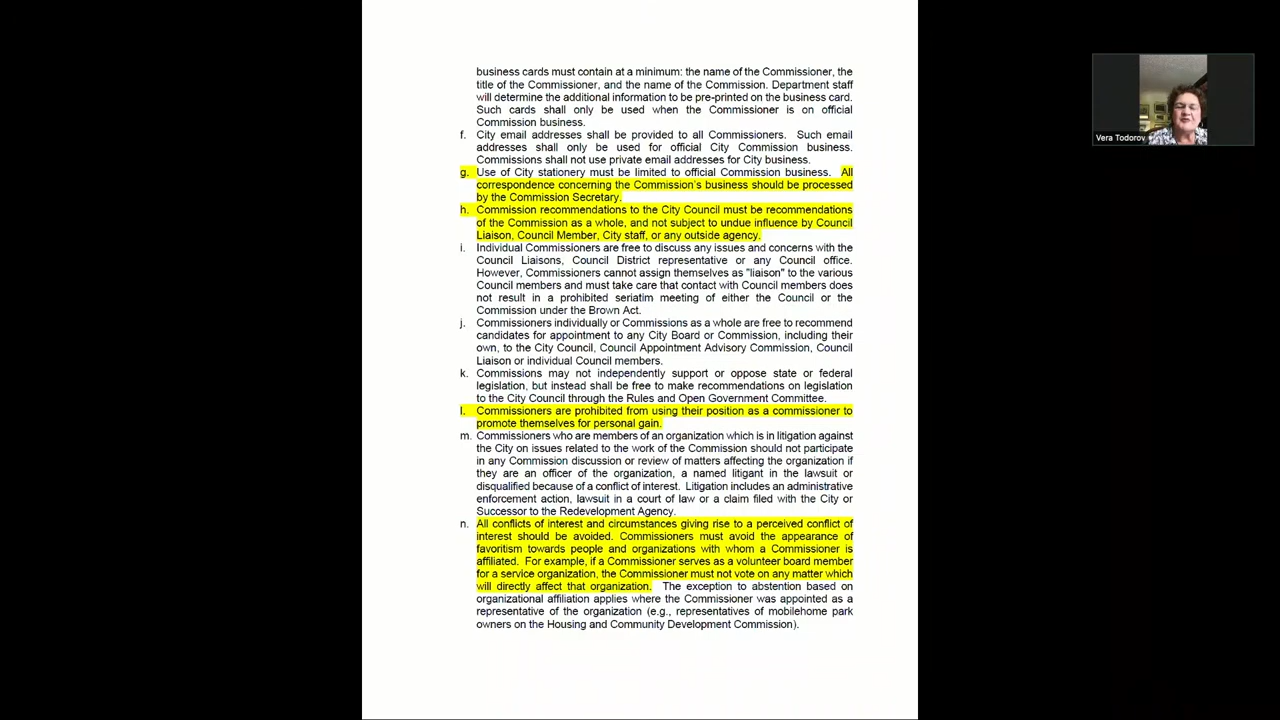 business cards must contain at a minimum: the name of the Commissioner, the
title of the Commissioner, and the name of the Commission. Department staff
will determine the additional information to be pre-printed on the business card.
Such cards shall only be used when the Commissioner is on official
Commission business.
f. City email addresses shall be provided to all Commissioners. Such email
addresses shall only be used for official City Commission business.
Commissions shall not use private email addresses for City business.
g. Use of City stationery must be limited to official Commission business. All
correspondence concerning the Commission's business should be processed
by the Commission Secretary.
h. Commission recommendations to the City Council must be recommendations
of the Commission as a whole, and not subject to undue influence by Council
Liaison, Council Member, City staff, or any outside agency.
i. Individual Commissioners are free to discuss any issues and concerns with the
Council Liaisons, Council District representative or any Council office.
However, Commissioners cannot assign themselves as "liaison" to the various
Council members and must take care that contact with Council members does
not result in a prohibited seriatim meeting of either the Council or the
Commission under the Brown Act.
j. Commissioners individually or Commissions as a whole are free to recommend
candidates for appointment to any City Board or Commission, including their
own, to the City Council, Council Appointment Advisory Commission, Council
Liaison or individual Council members.
k. Commissions may not independently support or oppose state or federal
legislation, but instead shall be free to make recommendations on legislation
to the City Council through the Rules and Open Government Committee.
l. Commissioners are prohibited from using their position as a commissioner to
promote themselves for personal gain.
m. Commissioners who are members of an organization which is in litigation against
the City on issues related to the work of the Commission should not participate
in any Commission discussion or review of matters affecting the organization if
they are an officer of the organization, a named litigant in the lawsuit or
disqualified because of a conflict of interest. Litigation includes an administrative
enforcement action, lawsuit in a court of law or a claim filed with the City or
Successor to the Redevelopment Agency.
n. All conflicts of interest and circumstances giving rise to a perceived conflict of
interest should be avoided. Commissioners must avoid the appearance of
favoritism towards people and organizations with whom a Commissioner is
affiliated. For example, if a Commissioner serves as a volunteer board member
for a service organization, the Commissioner must not vote on any matter which
will directly affect that organization. The exception to abstention based on
organizational affiliation applies where the Commissioner was appointed as a
representative of the organization (e.g., representatives of mobilehome park
owners on the Housing and Community Development Commission).
Vera Todorov